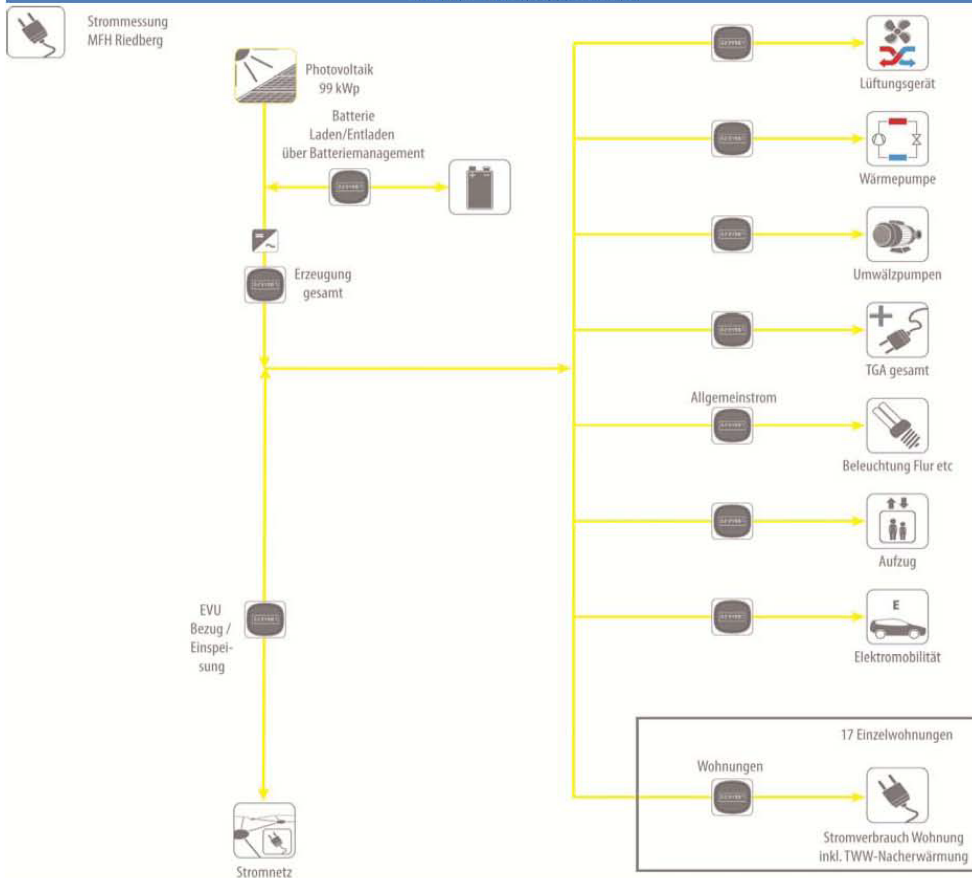 Strommessung
MFH Riedberg
Photovoltaik
99 kWp
Batterie
Laden/Entladen
über Batteriemanagement
Erzeugung
gesamt
EVU
Bezug /
Einspei-
sung
Stromnetz
Lüftungsgerät
Wärmepumpe
Umwälzpumpen
TGA gesamt
Allgemeinstrom
Beleuchtung Flur etc
Aufzug
E
Elektromobilität
17 Einzelwohnungen
Wohnungen
Stromverbrauch Wohnung
inkl. TWW-Nacherwärmung